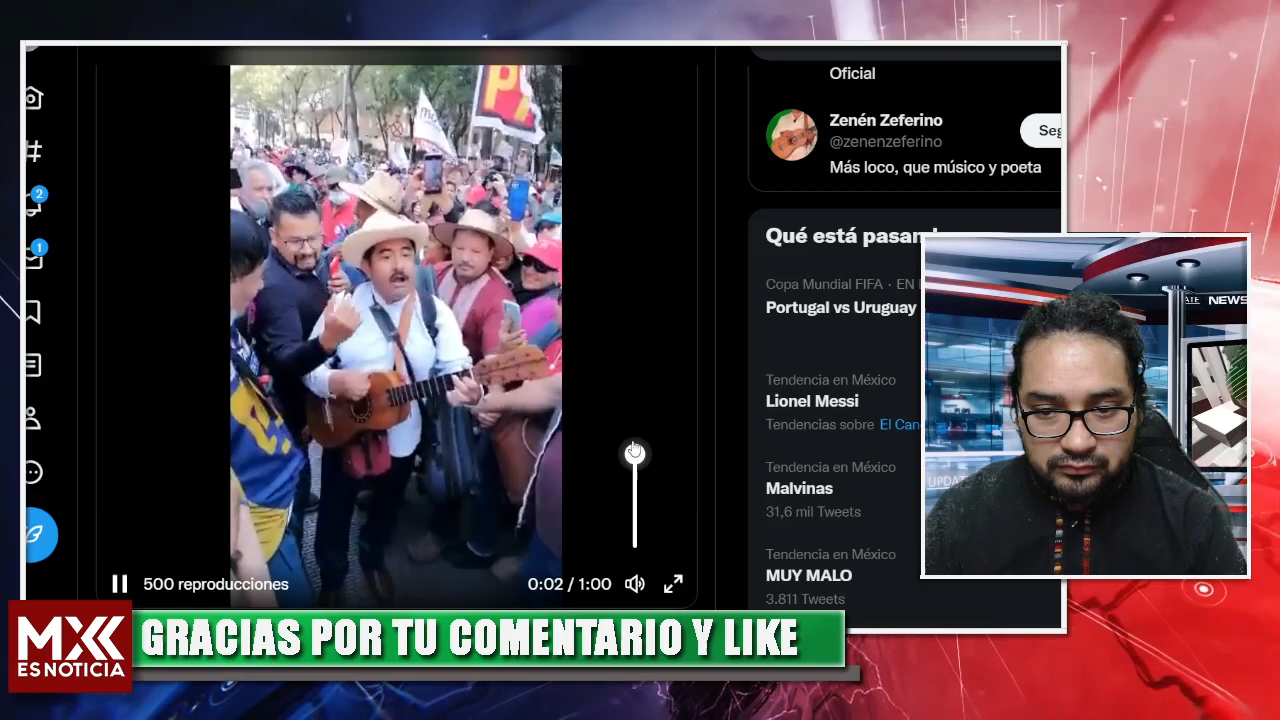 Oficial
Zenén Zeferino
@zenenzeferino
Más loco, que músico y poeta
Qué está pasan
Copa Mundial FIFA · EN
Portugal vs Uruguay
Tendencia en México
Lionel Messi
Tendencias sobre El Can
Tendencia en México
Malvinas
31,6 mil Tweets
Tendencia en México
MUY MALO
3.811 Tweets
2
1
500 reproducciones
0:02 / 1:00
NEWS
MX
ES NOTICIA
GRACIAS POR TU COMENTARIO Y LIKE